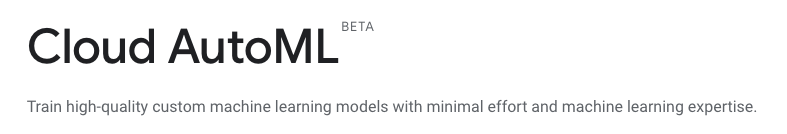 Cloud AutoML BETA
Train high-quality custom machine learning models with minimal effort and machine learning expertise.